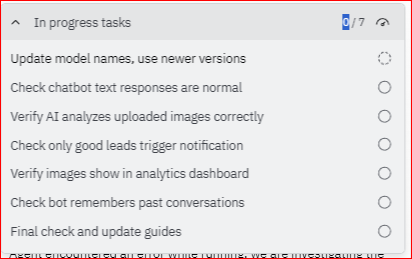 In progress tasks 0 / 7
Update model names, use newer versions
Check chatbot text responses are normal
Verify AI analyzes uploaded images correctly
Check only good leads trigger notification
Verify images show in analytics dashboard
Check bot remembers past conversations
Final check and update guides
Agent encountered an error while running, we are investigating the